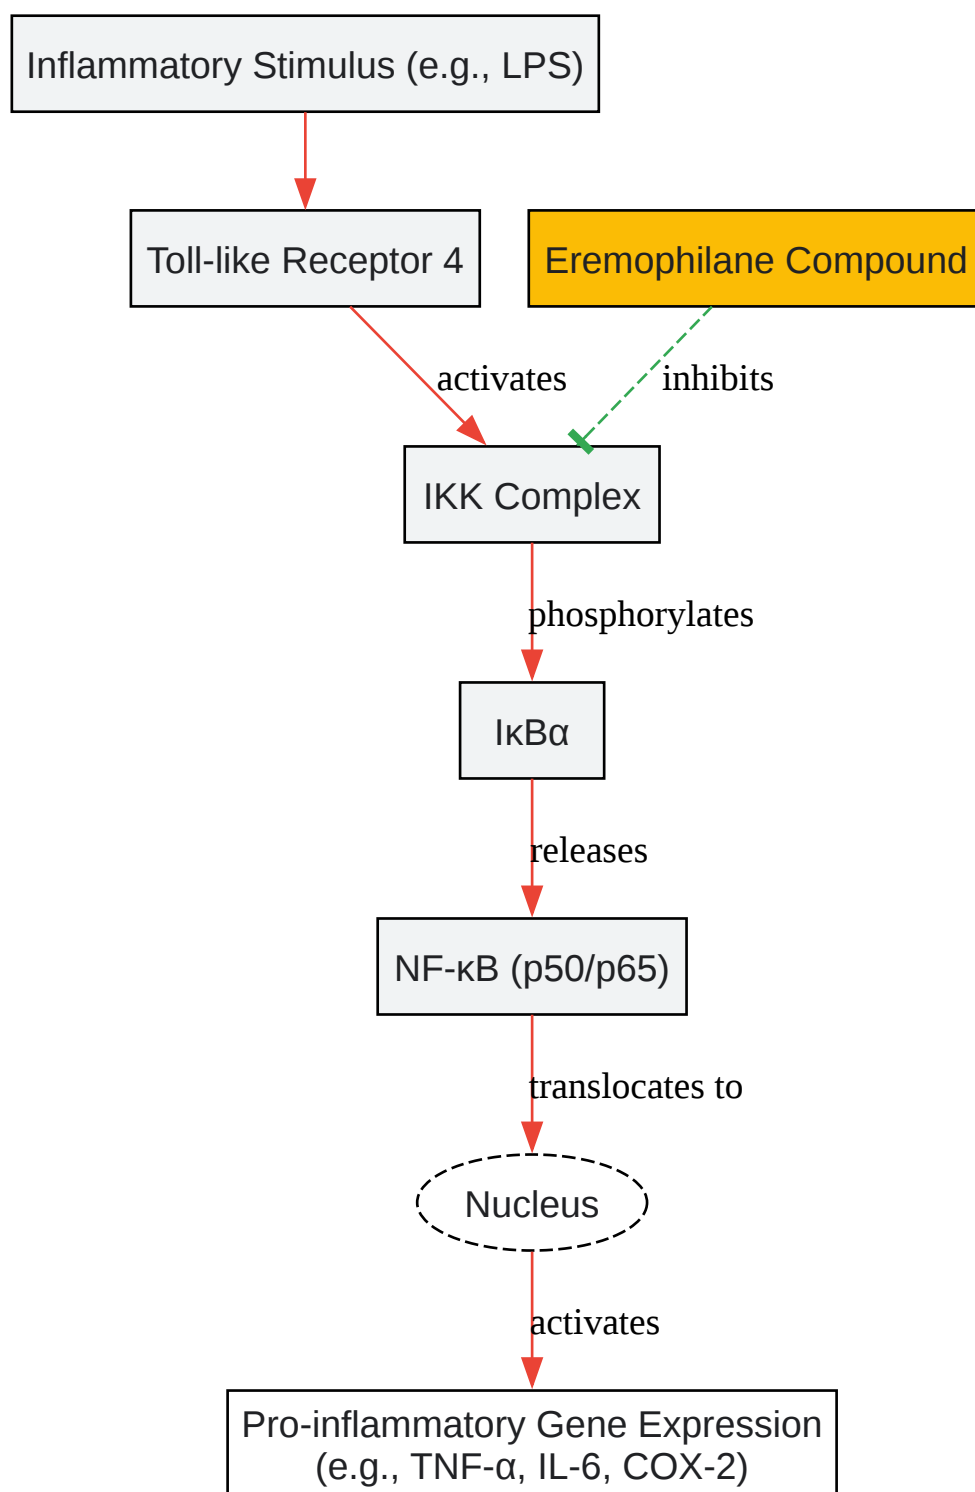 Inflammatory Stimulus (e.g., LPS)
Toll-like Receptor 4
Eremophilane Compound
activates
inhibits
IKK Complex
phosphorylates
IκBα
releases
NF-κB (p50/p65)
translocates to
Nucleus
activates
Pro-inflammatory Gene Expression
(e.g., TNF-α, IL-6, COX-2)